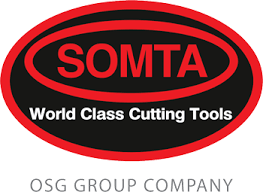 SOMTA
World Class Cutting Tools
OSG GROUP COMPANY